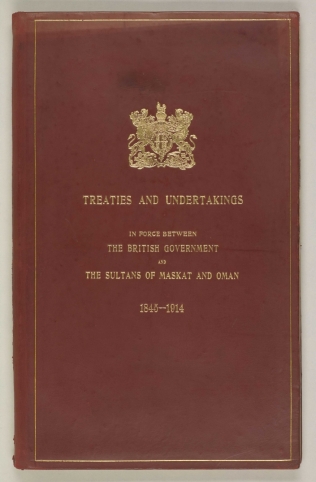 TREATIES AND UNDERTAKINGS
IN FORCE BETWEEN
THE BRITISH GOVERNMENT
AND
THE SULTANS OF MASKAT AND OMAN
1845—1914